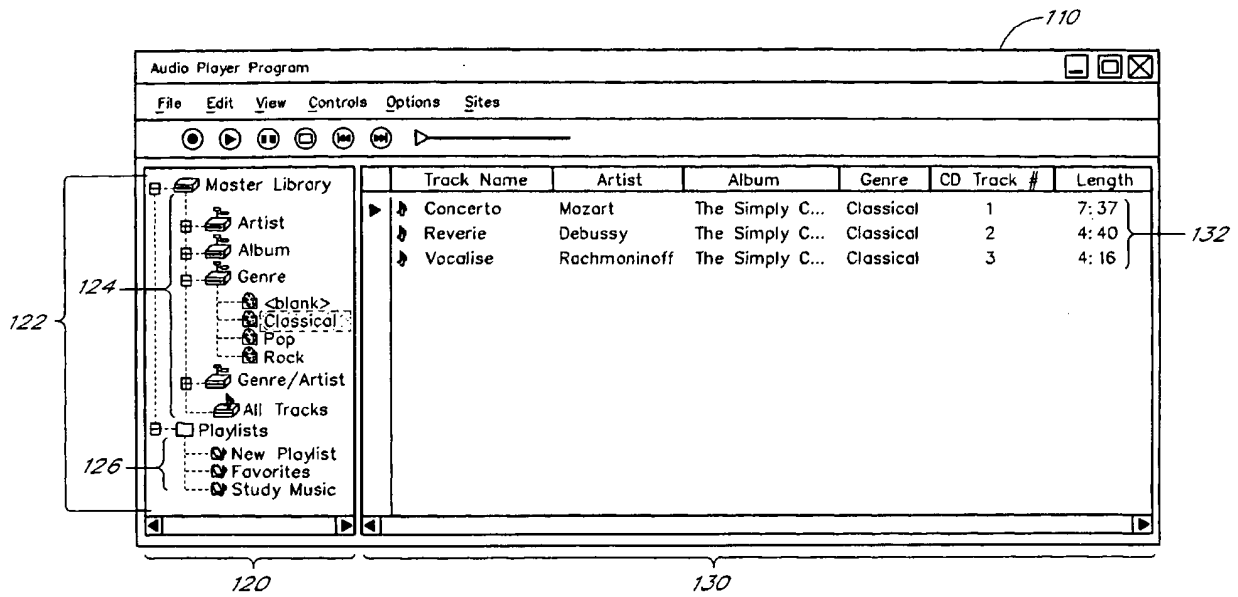 110
Audio Player Program
File Edit View Controls Options Sites
Master Library
Artist
Album
Genre
<blank>
Classical
Pop
Rock
Genre/Artist
All Tracks
Playlists
New Playlist
Favorites
Study Music
Track Name Artist Album Genre CD Track # Length
Concerto Mozart The Simply C... Classical 1 7:37
Reverie Debussy The Simply C... Classical 2 4:40
Vocalise Rachmoninoff The Simply C... Classical 3 4:16
132
124
122
126
120
130